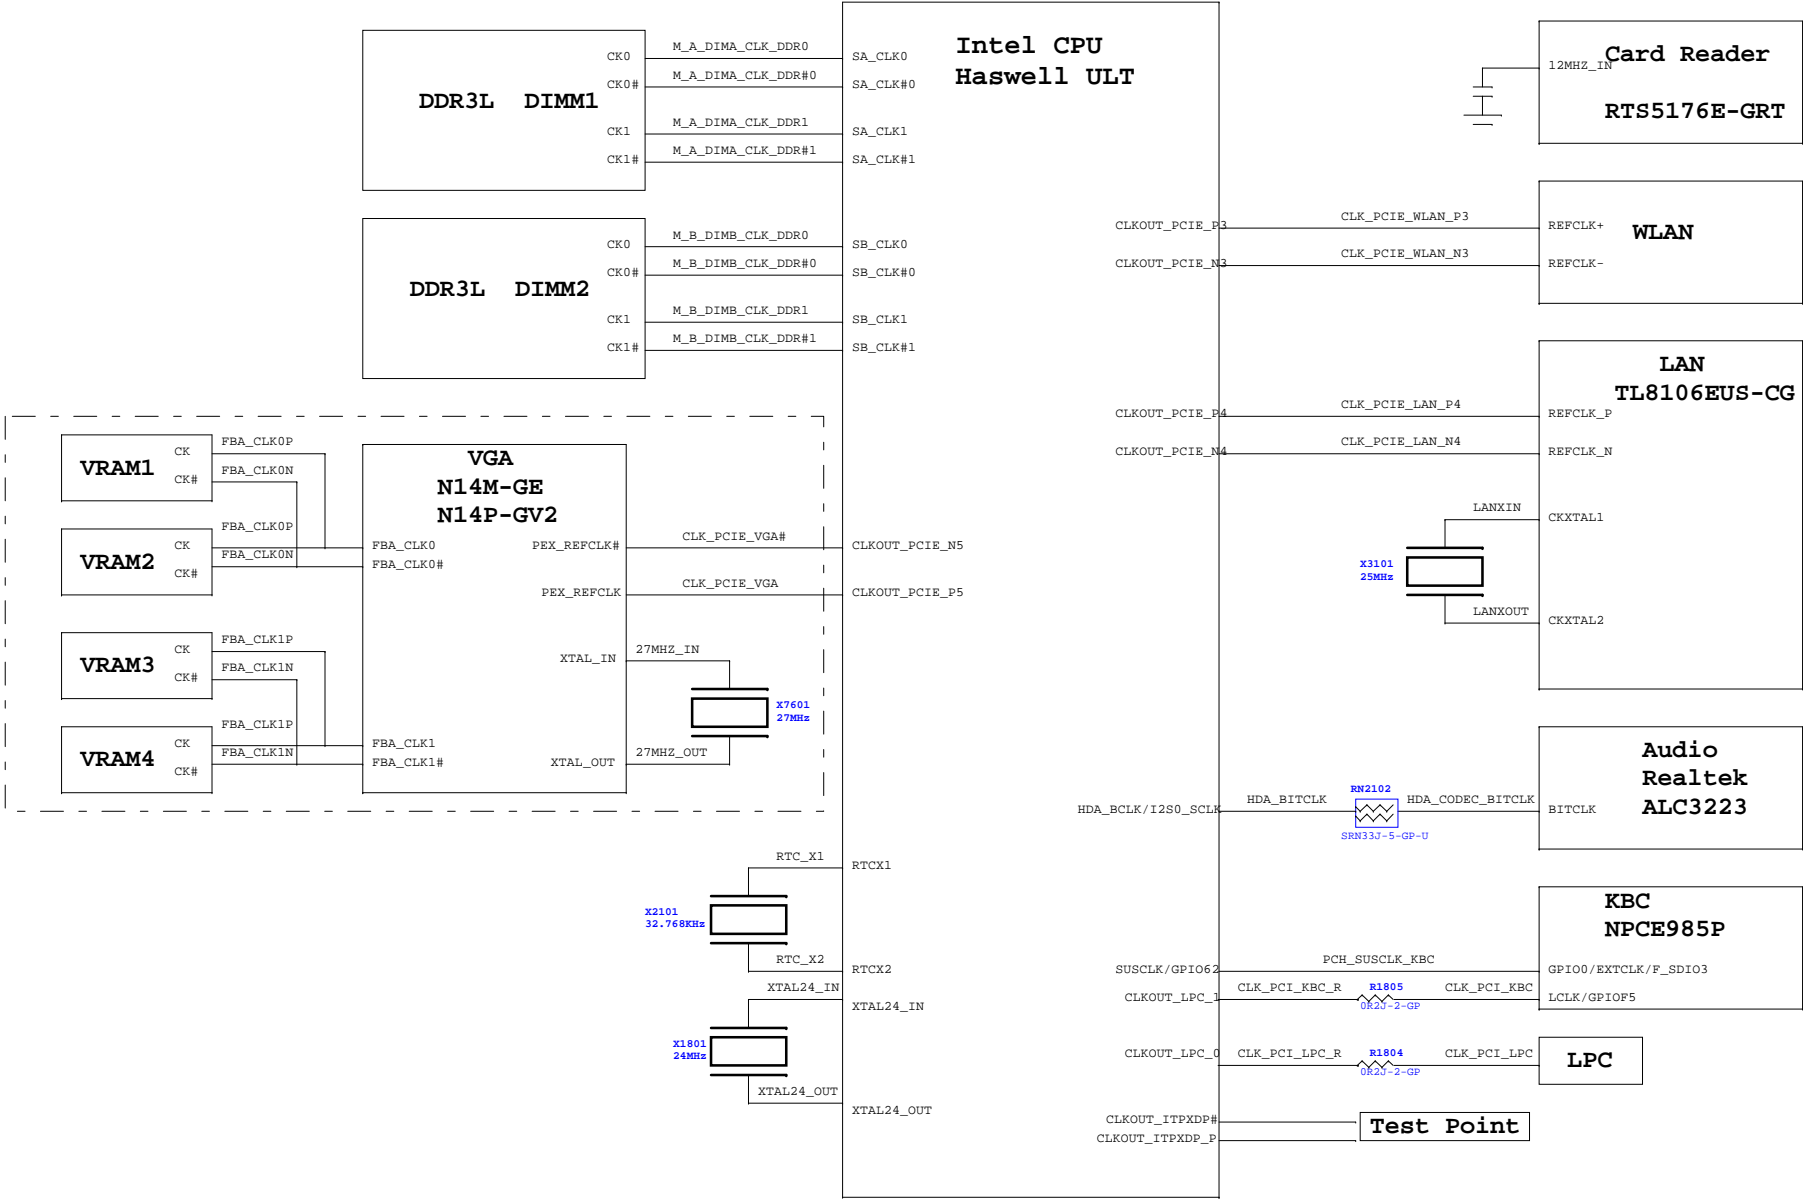 Intel CPU
Haswell ULT
DDR3L DIMM1
CK0
M_A_DIMA_CLK_DDR0
SA_CLK0
CK0#
M_A_DIMA_CLK_DDR#0
SA_CLK#0
CK1
M_A_DIMA_CLK_DDR1
SA_CLK1
CK1#
M_A_DIMA_CLK_DDR#1
SA_CLK#1
DDR3L DIMM2
CK0
M_B_DIMB_CLK_DDR0
SB_CLK0
CK0#
M_B_DIMB_CLK_DDR#0
SB_CLK#0
CK1
M_B_DIMB_CLK_DDR1
SB_CLK1
CK1#
M_B_DIMB_CLK_DDR#1
SB_CLK#1
VRAM1
CK
FBA_CLK0P
CK#
FBA_CLK0N
VRAM2
CK
FBA_CLK0P
CK#
FBA_CLK0N
VRAM3
CK
FBA_CLK1P
CK#
FBA_CLK1N
VRAM4
CK
FBA_CLK1P
CK#
FBA_CLK1N
VGA
N14M-GE
N14P-GV2
FBA_CLK0
FBA_CLK0#
FBA_CLK1
FBA_CLK1#
PEX_REFCLK#
CLK_PCIE_VGA#
CLKOUT_PCIE_N5
PEX_REFCLK
CLK_PCIE_VGA
CLKOUT_PCIE_P5
XTAL_IN
27MHZ_IN
X7601
27MHz
XTAL_OUT
27MHZ_OUT
RTC_X1
RTCX1
X2101
32.768KHz
RTC_X2
RTCX2
XTAL24_IN
XTAL24_IN
X1801
24MHz
XTAL24_OUT
XTAL24_OUT
12MHZ_IN
Card Reader
RTS5176E-GRT
CLKOUT_PCIE_P3
CLK_PCIE_WLAN_P3
REFCLK+
CLKOUT_PCIE_N3
CLK_PCIE_WLAN_N3
REFCLK-
WLAN
LAN
TL8106EUS-CG
CLKOUT_PCIE_P4
CLK_PCIE_LAN_P4
REFCLK_P
CLKOUT_PCIE_N4
CLK_PCIE_LAN_N4
REFCLK_N
LANXIN
CKXTAL1
X3101
25MHz
LANXOUT
CKXTAL2
Audio
Realtek
ALC3223
HDA_BCLK/I2S0_SCLK
HDA_BITCLK
RN2102
SRN33J-5-GP-U
HDA_CODEC_BITCLK
BITCLK
KBC
NPCE985P
SUSCLK/GPIO62
PCH_SUSCLK_KBC
GPIO0/EXTCLK/F_SDIO3
CLKOUT_LPC_1
CLK_PCI_KBC_R
R1805
0R2J-2-GP
CLK_PCI_KBC
LCLK/GPIOF5
CLKOUT_LPC_0
CLK_PCI_LPC_R
R1804
0R2J-2-GP
CLK_PCI_LPC
LPC
CLKOUT_ITPXDP#
CLKOUT_ITPXDP_P
Test Point